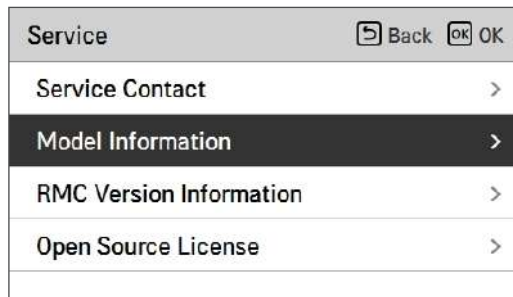 Service Back OK OK
Service Contact >
Model Information >
RMC Version Information >
Open Source License >